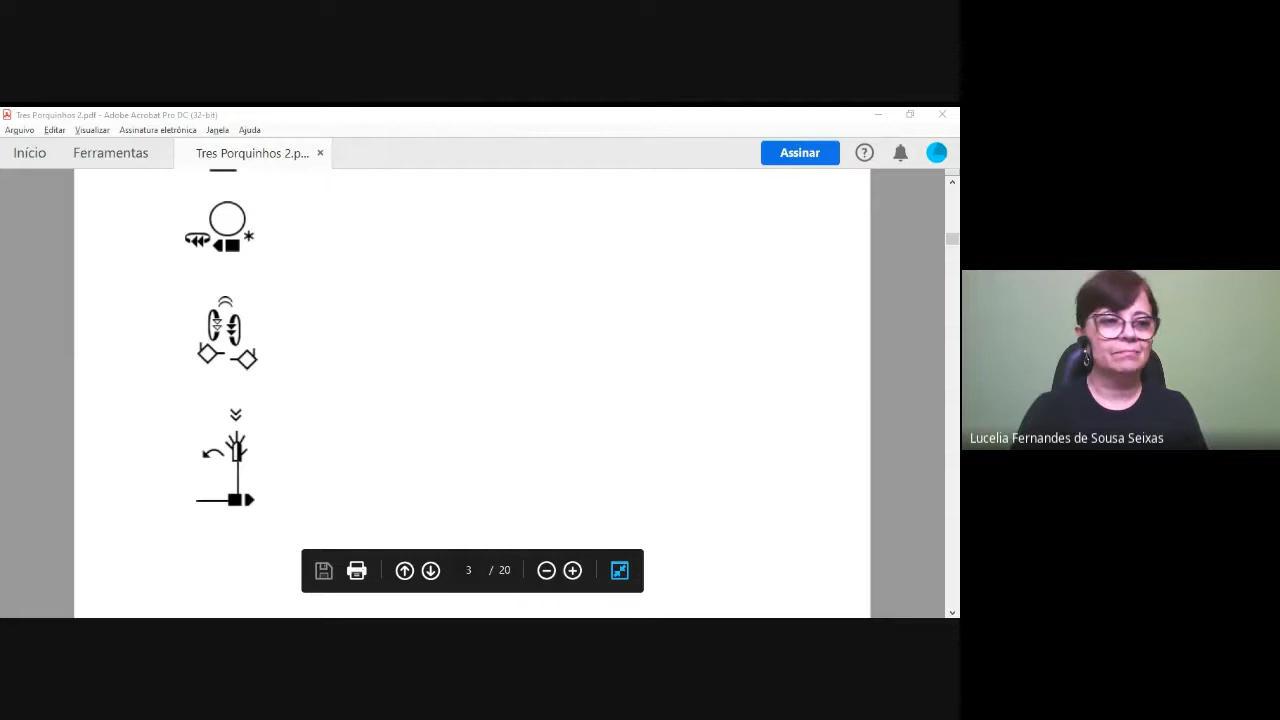 Tres Porquinhos 2.pdf - Adobe Acrobat Pro DC (32-bit)
Arquivo Editar Visualizar Assinatura eletrônica Janela Ajuda
Início Ferramentas Tres Porquinhos 2.p... × Assinar
3 / 20
Lucelia Fernandes de Sousa Seixas